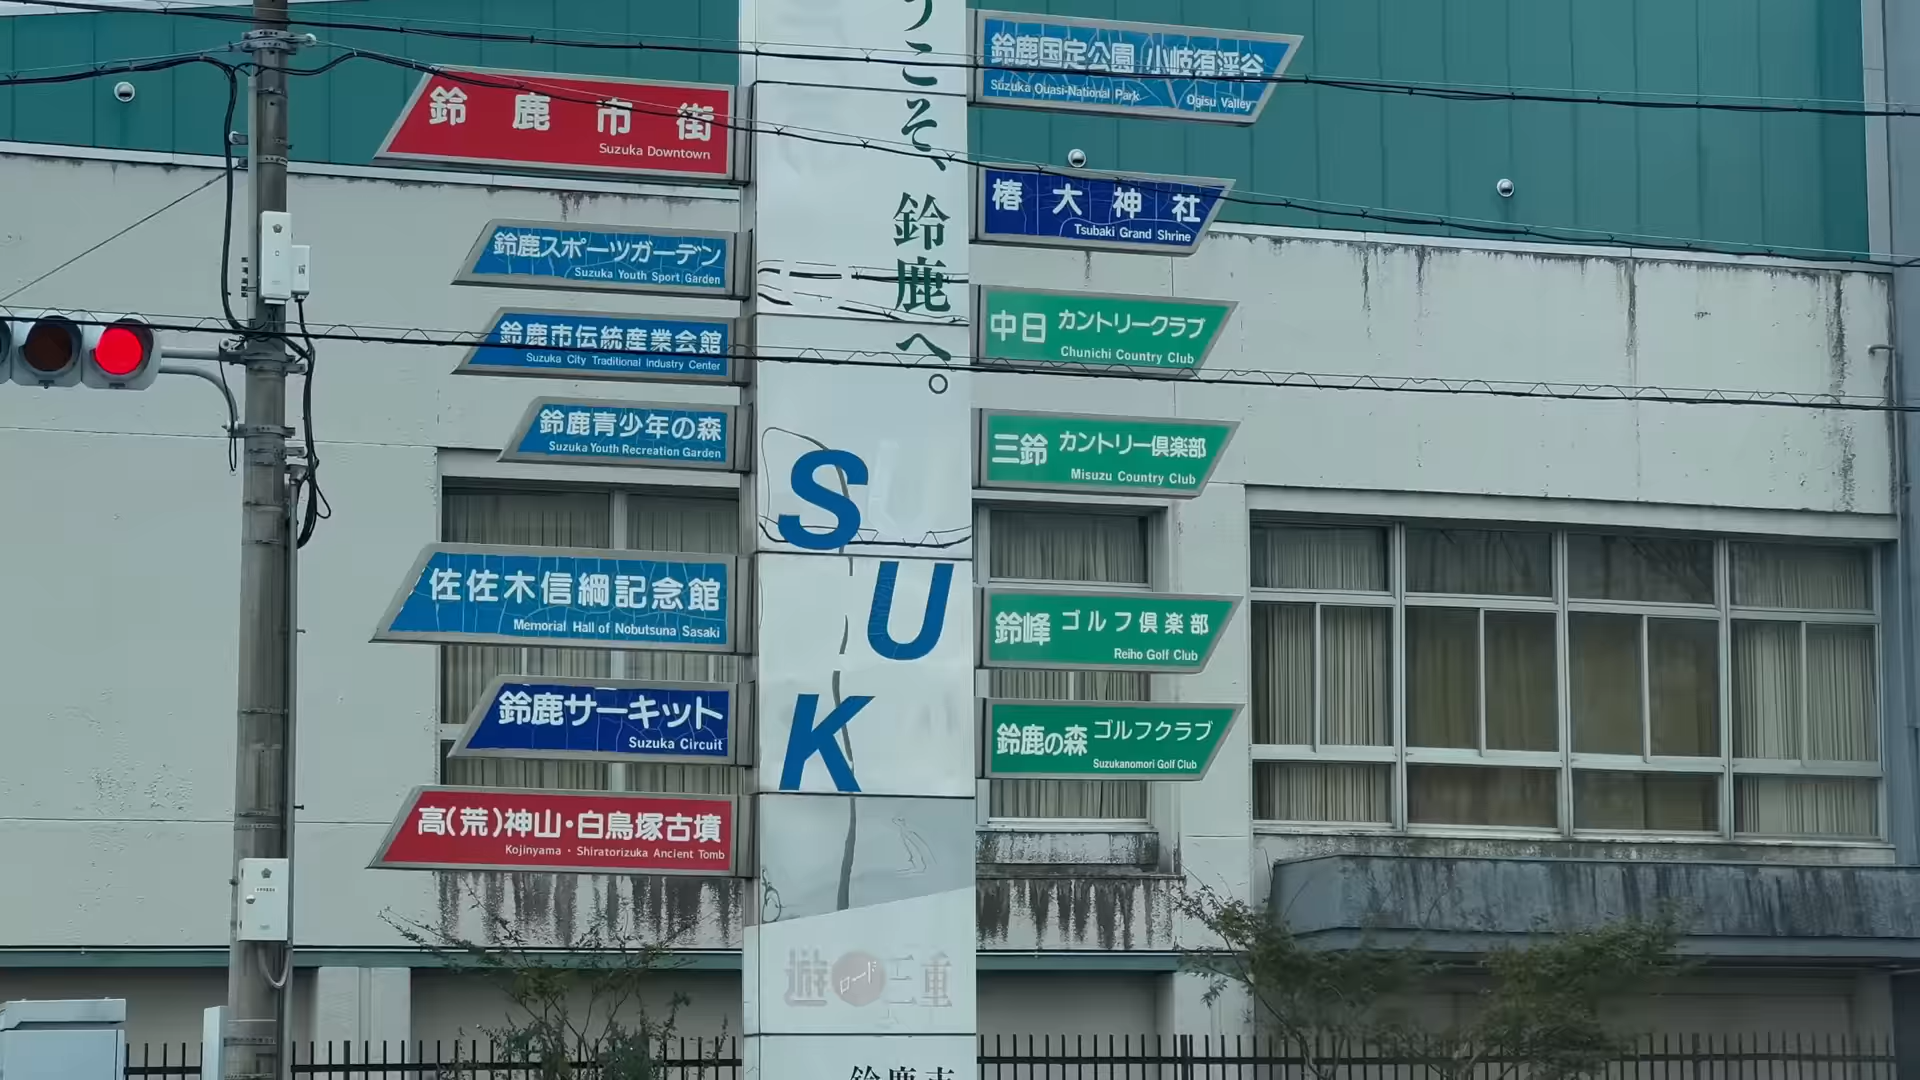 鈴鹿市街
Suzuka Downtown
鈴鹿スポーツガーデン
Suzuka Youth Sport Garden
鈴鹿市伝統産業会館
Suzuka City Traditional Industry Center
鈴鹿青少年の森
Suzuka Youth Recreation Garden
佐佐木信綱記念館
Memorial Hall of Nobutsuna Sasaki
鈴鹿サーキット
Suzuka Circuit
高(荒)神山・白鳥塚古墳
Kojinyama・Shiratorizuka Ancient Tomb
うこそ、鈴鹿へ。
SUK
遊ロード三重
鈴鹿市
鈴鹿国定公園 小岐須渓谷
Suzuka Quasi-National Park Ogisu Valley
椿大神社
Tsubaki Grand Shrine
中日カントリークラブ
Chunichi Country Club
三鈴カントリー倶楽部
Misuzu Country Club
鈴峰ゴルフ倶楽部
Reiho Golf Club
鈴鹿の森ゴルフクラブ
Suzukanomori Golf Club